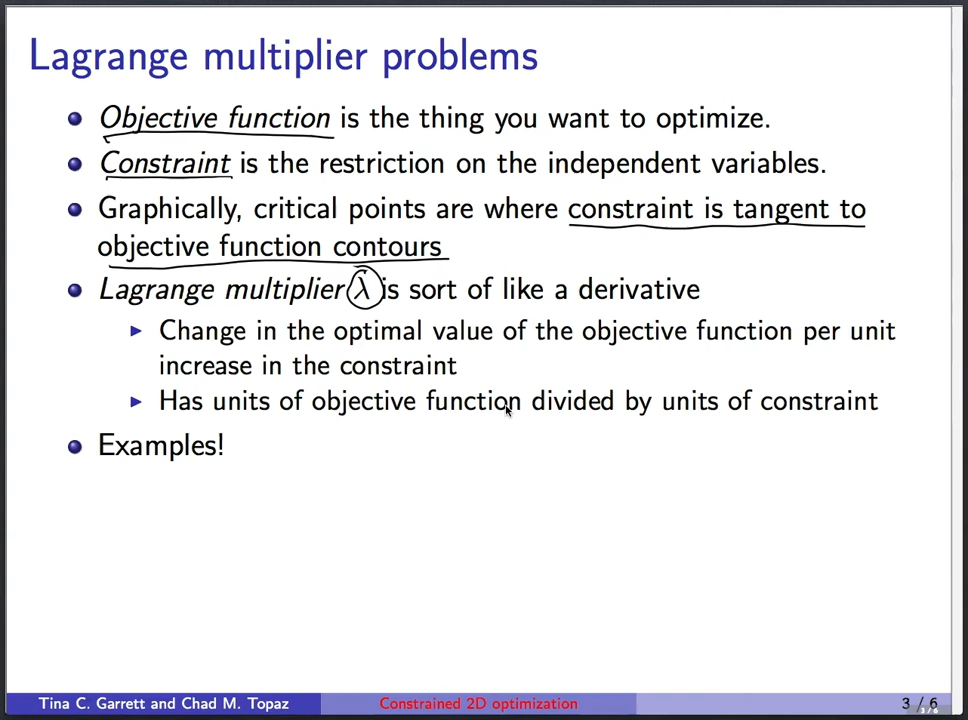 Lagrange multiplier problems
Objective function is the thing you want to optimize.
Constraint is the restriction on the independent variables.
Graphically, critical points are where constraint is tangent to
objective function contours
Lagrange multiplier λ is sort of like a derivative
Change in the optimal value of the objective function per unit
increase in the constraint
Has units of objective function divided by units of constraint
Examples!
Tina C. Garrett and Chad M. Topaz Constrained 2D optimization 3 / 6
3 / 6